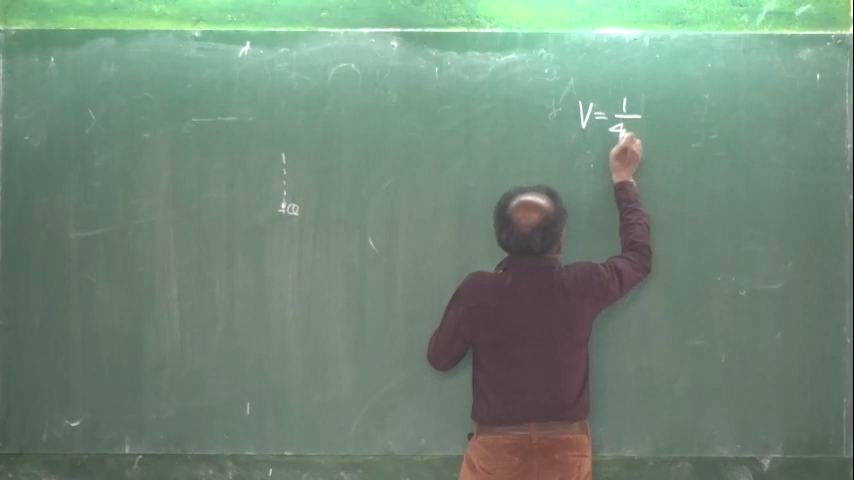 V = 1/4
Q